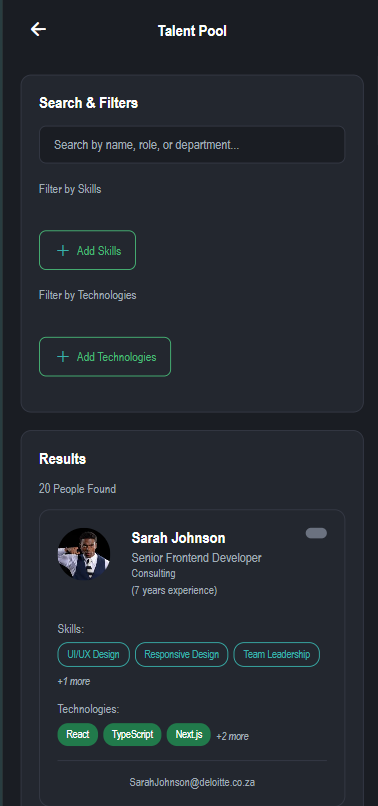 Talent Pool
Search & Filters
Search by name, role, or department...
Filter by Skills
Add Skills
Filter by Technologies
Add Technologies
Results
20 People Found
Sarah Johnson
Senior Frontend Developer
Consulting
(7 years experience)
Skills:
UI/UX Design Responsive Design Team Leadership
+1 more
Technologies:
React TypeScript Next.js +2 more
SarahJohnson@deloitte.co.za